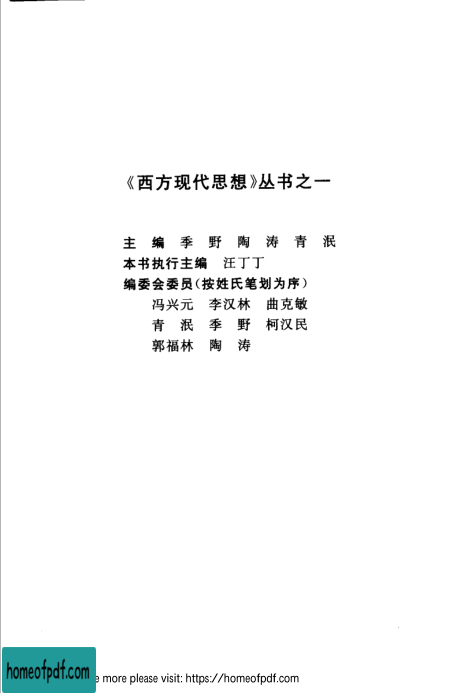 《西方现代思想》丛书之一
主 编 季 野 陶 涛 青 泯
本书执行主编 汪丁丁
编委会委员(按姓氏笔划为序)
冯兴元 李汉林 曲克敏
青 泯 季 野 柯汉民
郭福林 陶 涛
homeofpdf.com
e more please visit: https://homeofpdf.com